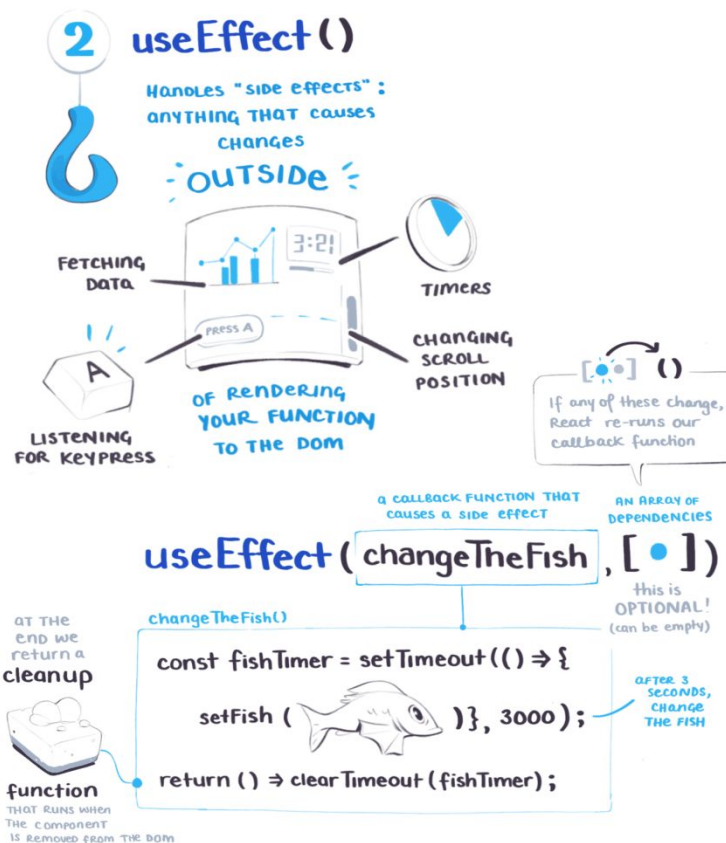 2 useEffect()
HANDLES "SIDE EFFECTS":
ANYTHING THAT CAUSES
CHANGES
OUTSIDE
3:21
FETCHING
DATA
TIMERS
PRESS A
CHANGING
SCROLL
POSITION
A
LISTENING
FOR KEYPRESS
OF RENDERING
YOUR FUNCTION
TO THE DOM
[ ] ()
If any of these change,
React re-runs our
callback function
A CALLBACK FUNCTION THAT
CAUSES A SIDE EFFECT
AN ARRAY OF
DEPENDENCIES
useEffect(changeTheFish, [•])
this is
OPTIONAL!
(can be empty)
AT THE
END WE
return a
cleanup
function
THAT RUNS WHEN
THE COMPONENT
IS REMOVED FROM THE DOM
changeTheFish()
const fishTimer = setTimeout(() => {
setFish ( )}, 3000);
AFTER 3
SECONDS,
CHANGE
THE FISH
return () => clearTimeout(fishTimer);